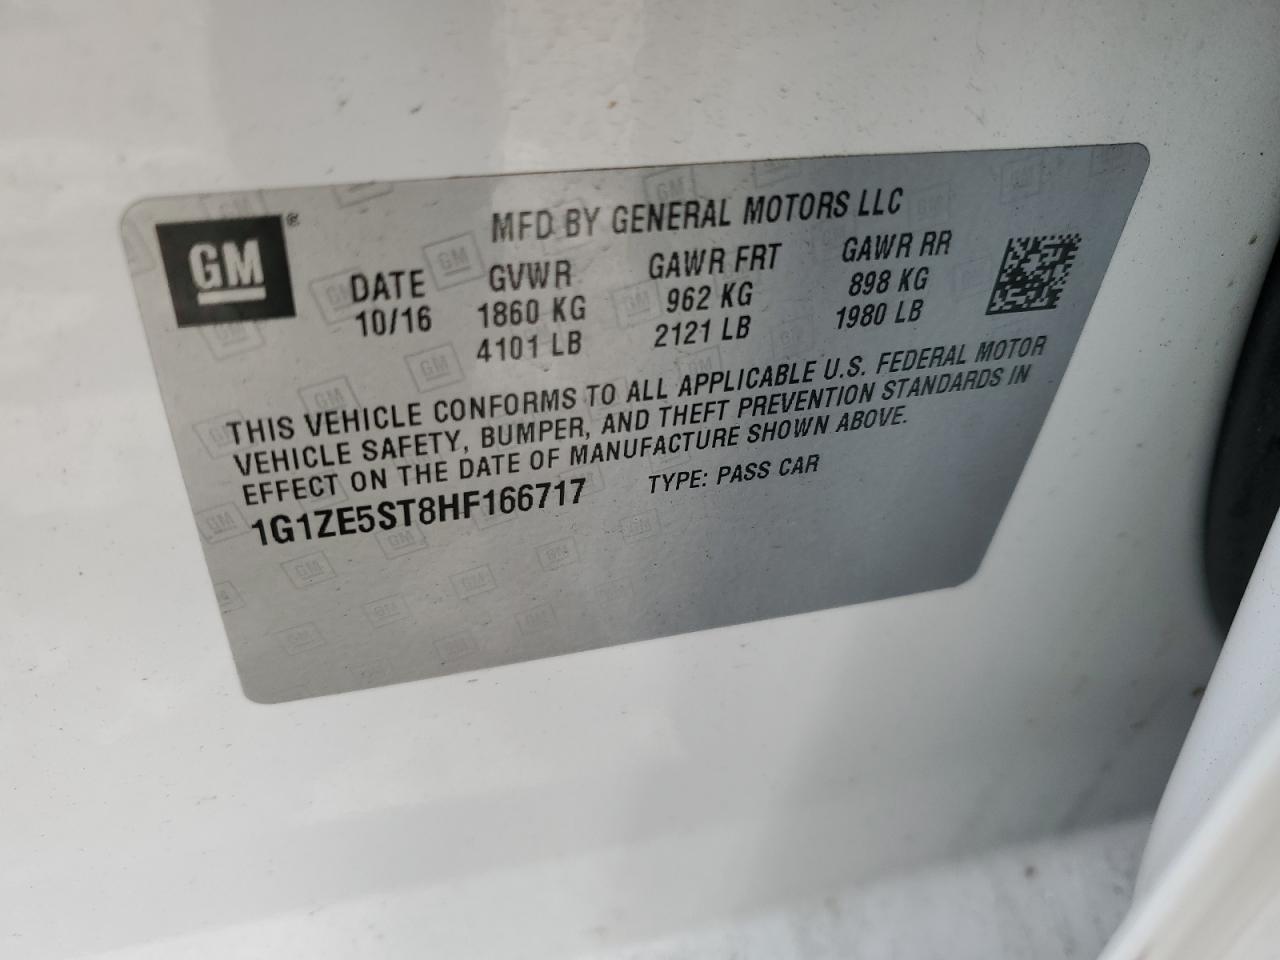 GM®
MFD BY GENERAL MOTORS LLC
DATE GVWR GAWR FRT GAWR RR
10/16 1860 KG 962 KG 898 KG
4101 LB 2121 LB 1980 LB
THIS VEHICLE CONFORMS TO ALL APPLICABLE U.S. FEDERAL MOTOR
VEHICLE SAFETY, BUMPER, AND THEFT PREVENTION STANDARDS IN
EFFECT ON THE DATE OF MANUFACTURE SHOWN ABOVE.
1G1ZE5ST8HF166717 TYPE: PASS CAR